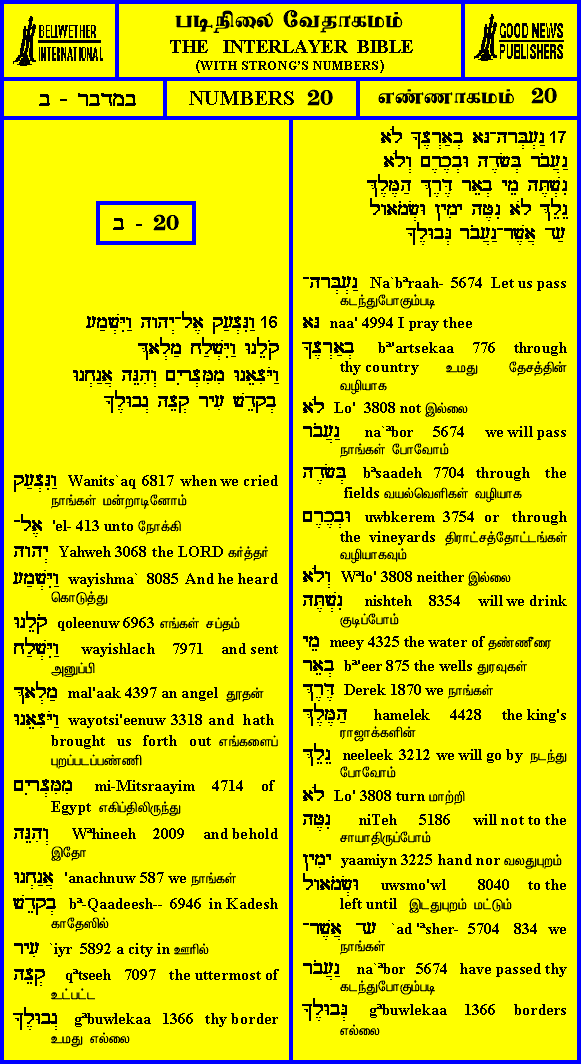 BELLWETHER
INTERNATIONAL
படிநிலை வேதாகமம்
THE INTERLAYER BIBLE
(WITH STRONG'S NUMBERS)
GOOD NEWS
PUBLISHERS
במדבר - ב
NUMBERS 20
எண்ணாகமம் 20
ב - 20
16 וַנִּצְעַק אֶל־יְהוָה וַיִּשְׁמַע
קֹלֵנוּ וַיִּשְׁלַח מַלְאָךְ
וַיֹּצִאֵנוּ מִמִּצְרָיִם וְהִנֵּה אֲנַחְנוּ
בְקָדֵשׁ עִיר קְצֵה גְבוּלֶךָ
וַנִּצְעַק Wanits`aq 6817 when we cried
நாங்கள் மன்றாடினோம்
אֶל־ 'el- 413 unto நோக்கி
יְהוָה Yahweh 3068 the LORD கர்த்தர்
וַיִּשְׁמַע wayishma` 8085 And he heard
கொடுத்து
קֹלֵנוּ qoleenuw 6963 எங்கள் சப்தம்
וַיִּשְׁלַח wayishlach 7971 and sent
அனுப்பி
מַלְאָךְ mal'aak 4397 an angel தூதன்
וַיֹּצִאֵנוּ wayotsi'eenuw 3318 and hath
brought us forth out எங்களைப்
புறப்படப்பண்ணி
מִמִּצְרָיִם mi-Mitsraayim 4714 of
Egypt எகிப்திலிருந்து
וְהִנֵּה Wªhineeh 2009 and behold
இதோ
אֲנַחְנוּ 'anachnuw 587 we நாங்கள்
בְקָדֵשׁ bª-Qaadeesh-- 6946 in Kadesh
காதேஸில்
עִיר `iyr 5892 a city in ஊரில்
קְצֵה qªtseeh 7097 the uttermost of
உட்பட்ட
גְבוּלֶךָ gªbuwlekaa 1366 thy border
உமது எல்லை
17 נַעְבְּרָה־נָּא בְאַרְצֶךָ לֹא
נַעֲבֹר בְּשָׂדֶה וּבְכֶרֶם וְלֹא
נִשְׁתֶּה מֵי בְאֵר דֶּרֶךְ הַמֶּלֶךְ
נֵלֵךְ לֹא נִטֶּה יָמִין וּשְׂמֹאול
עַד אֲשֶׁר־נַעֲבֹר גְּבוּלֶךָ
נַעְבְּרָה־ Na`bªraah- 5674 Let us pass
கடந்துபோகும்படி
נָּא naa' 4994 I pray thee
בְאַרְצֶךָ bª'artsekaa 776 through
thy country உமது தேசத்தின்
வழியாக
לֹא Lo' 3808 not இல்லை
נַעֲבֹר na`ªbor 5674 we will pass
நாங்கள் போவோம்
בְּשָׂדֶה bªsaadeh 7704 through the
fields வயல்வெளிகள் வழியாக
וּבְכֶרֶם uwbkerem 3754 or through
the vineyards திராட்சத்தோட்டங்கள்
வழியாகவும்
וְלֹא Wªlo' 3808 neither இல்லை
נִשְׁתֶּה nishteh 8354 will we drink
குடிப்போம்
מֵי meey 4325 the water of தண்ணீரை
בְאֵר bª'eer 875 the wells துரவுகள்
דֶּרֶךְ Derek 1870 we நாங்கள்
הַמֶּלֶךְ hamelek 4428 the king's
ராஜாக்களின்
נֵלֵךְ neeleek 3212 we will go by நடந்து
போவோம்
לֹא Lo' 3808 turn மாற்றி
נִטֶּה niTeh 5186 will not to the
சாயாதிருப்போம்
יָמִין yaamiyn 3225 hand nor வலதுபுறம்
וּשְׂמֹאול uwsmo'wl 8040 to the
left until இடதுபுறம் மட்டும்
עַד אֲשֶׁר־ `ad 'ªsher- 5704 834 we
நாங்கள்
נַעֲבֹר na`ªbor 5674 have passed thy
கடந்துபோகும்படி
גְּבוּלֶךָ gªbuwlekaa 1366 borders
எல்லை